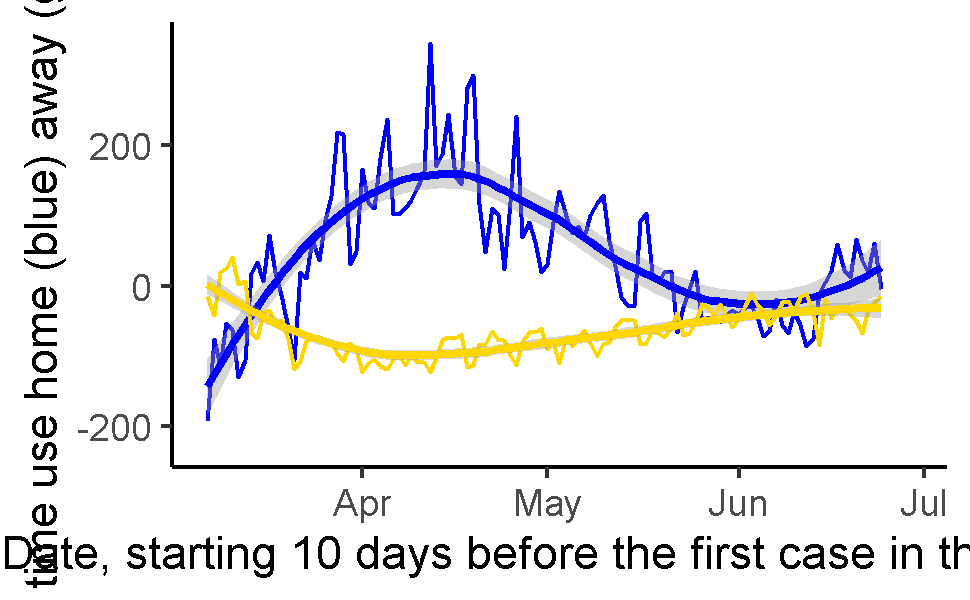 time use home (blue) away (
200
0
-200
Apr May Jun Jul
Date, starting 10 days before the first case in th